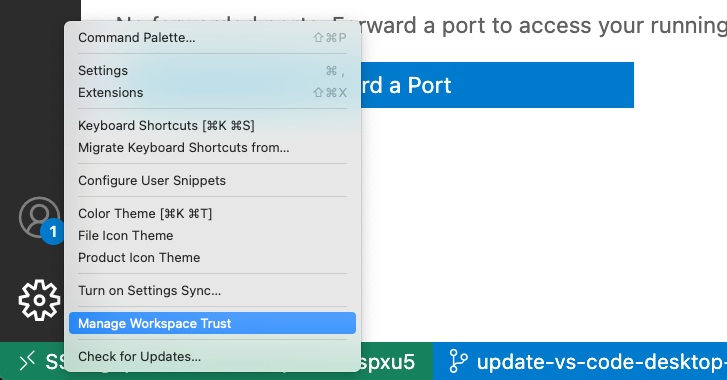 No forwarded ports. Forward a port to access your running
Command Palette... ⇧⌘P
Settings ⌘ ,
rd a Port
Extensions ⇧⌘X
Keyboard Shortcuts [⌘K ⌘S]
Migrate Keyboard Shortcuts from...
Configure User Snippets
Color Theme [⌘K ⌘T]
1
File Icon Theme
Product Icon Theme
Turn on Settings Sync...
Manage Workspace Trust
Check for Updates...
spxu5
update-vs-code-desktop-